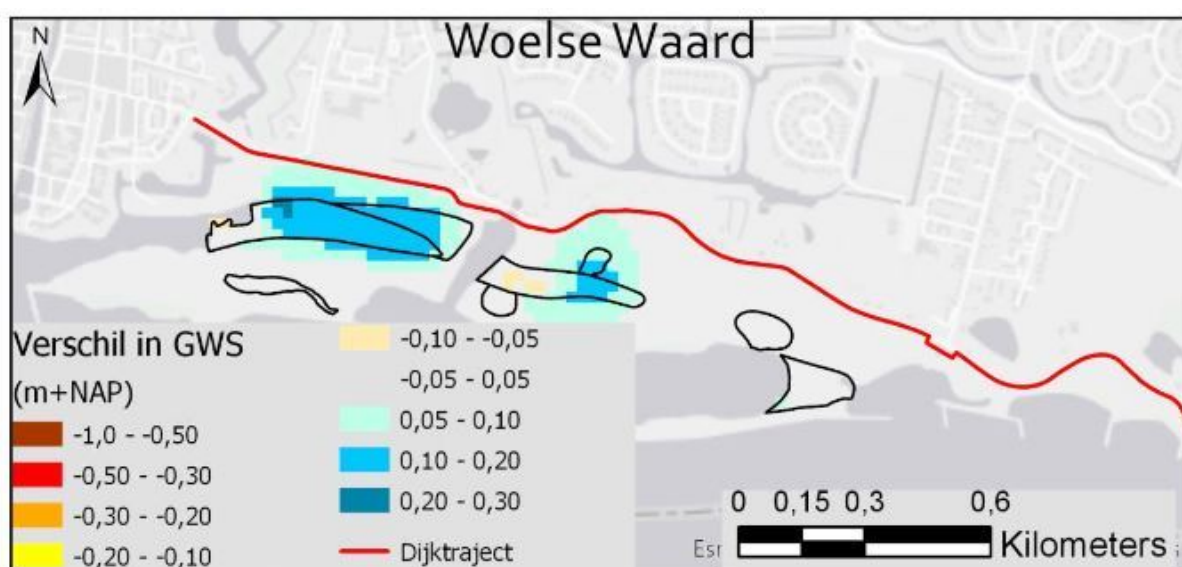 Woelse Waard
N
Verschil in GWS
(m+NAP)
-1,0 - -0,50
-0,50 - -0,30
-0,30 - -0,20
-0,20 - -0,10
-0,10 - -0,05
-0,05 - 0,05
0,05 - 0,10
0,10 - 0,20
0,20 - 0,30
Dijktraject
0 0,15 0,3 0,6
Kilometers